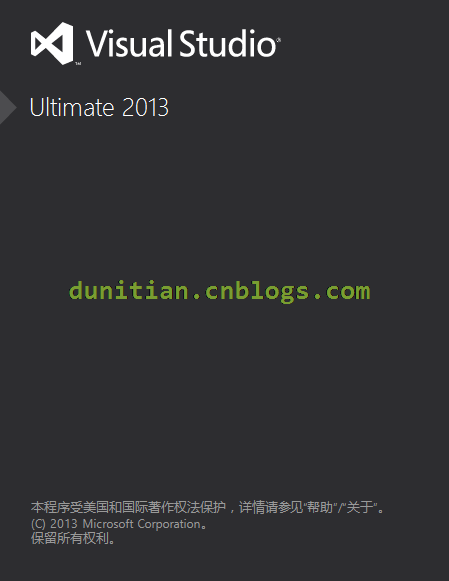 Visual Studio®
Ultimate 2013
dunitian.cnblogs.com
本程序受美国和国际著作权法保护，详情请参见“帮助”/“关于”。
(C) 2013 Microsoft Corporation。
保留所有权利。